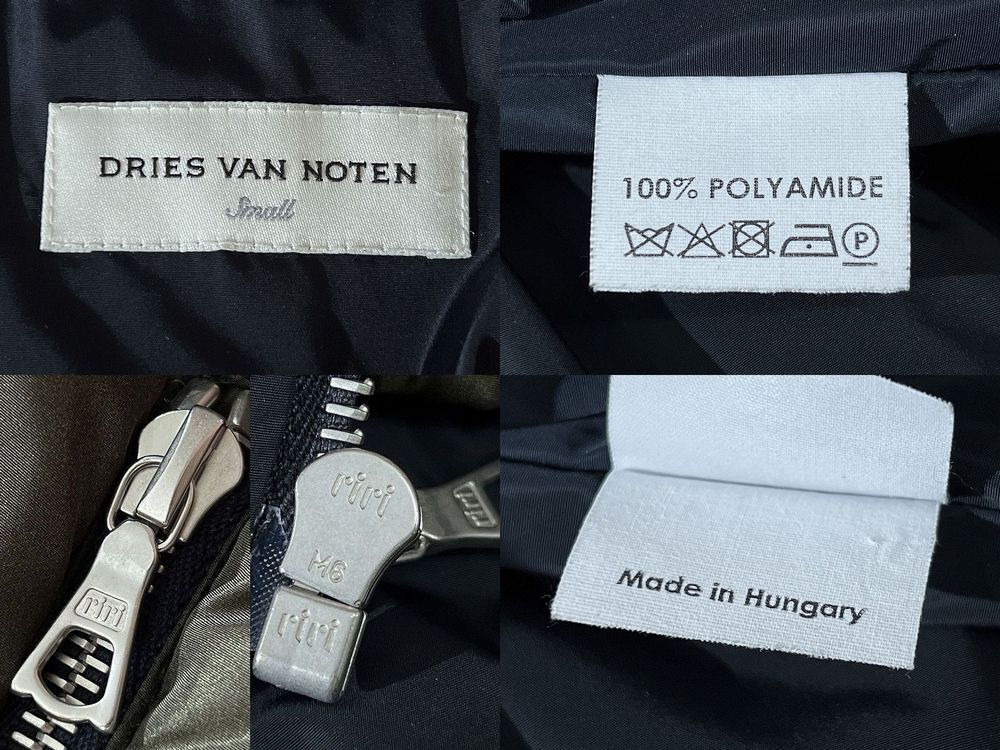 DRIES VAN NOTEN
Small
100% POLYAMIDE
P
riri
riri
M6
riri
riri
Made in Hungary